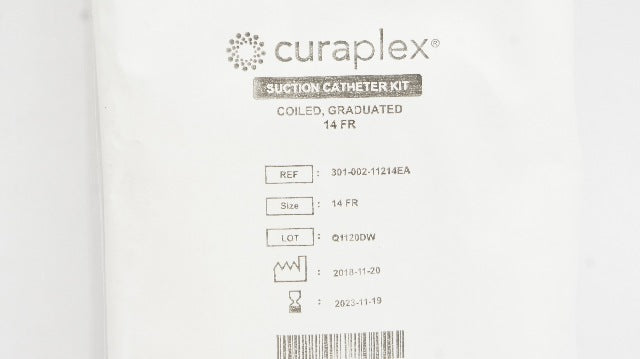 curaplex®
SUCTION CATHETER KIT
COILED, GRADUATED
14 FR
REF : 301-002-11214EA
Size : 14 FR
LOT : Q1120DW
: 2018-11-20
: 2023-11-19